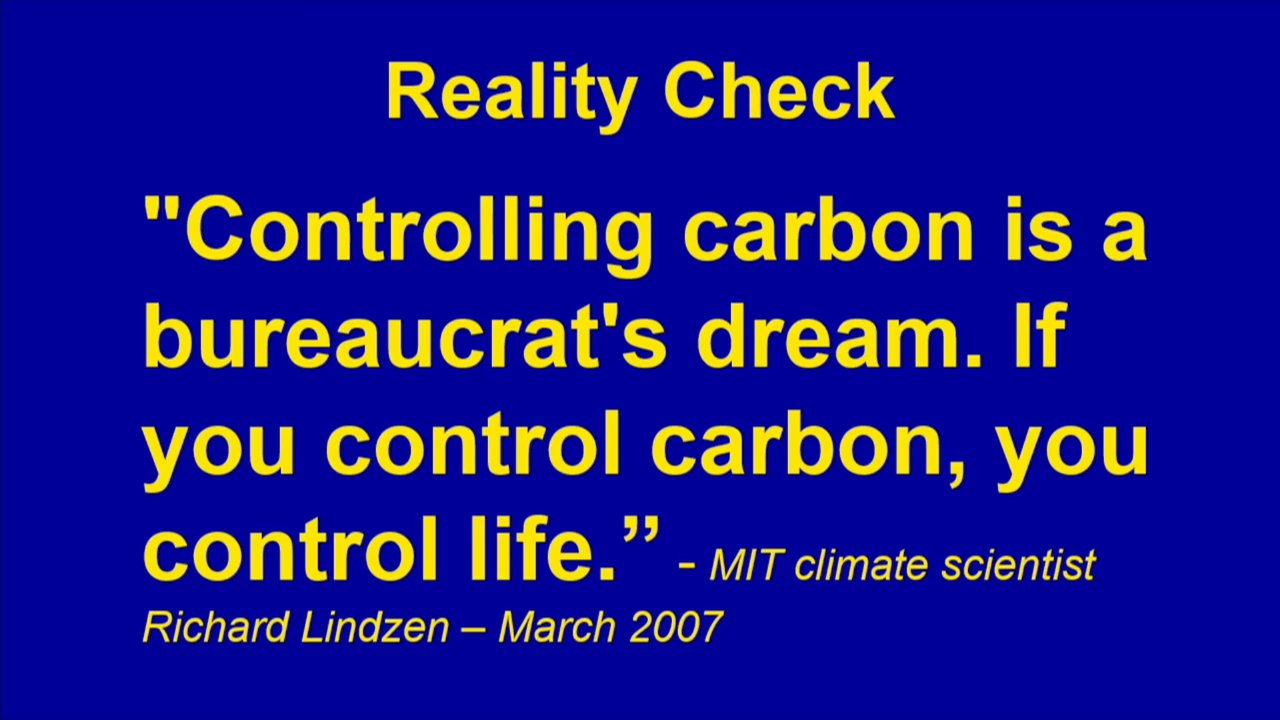 Reality Check
"Controlling carbon is a
bureaucrat's dream. If
you control carbon, you
control life.” - MIT climate scientist
Richard Lindzen – March 2007